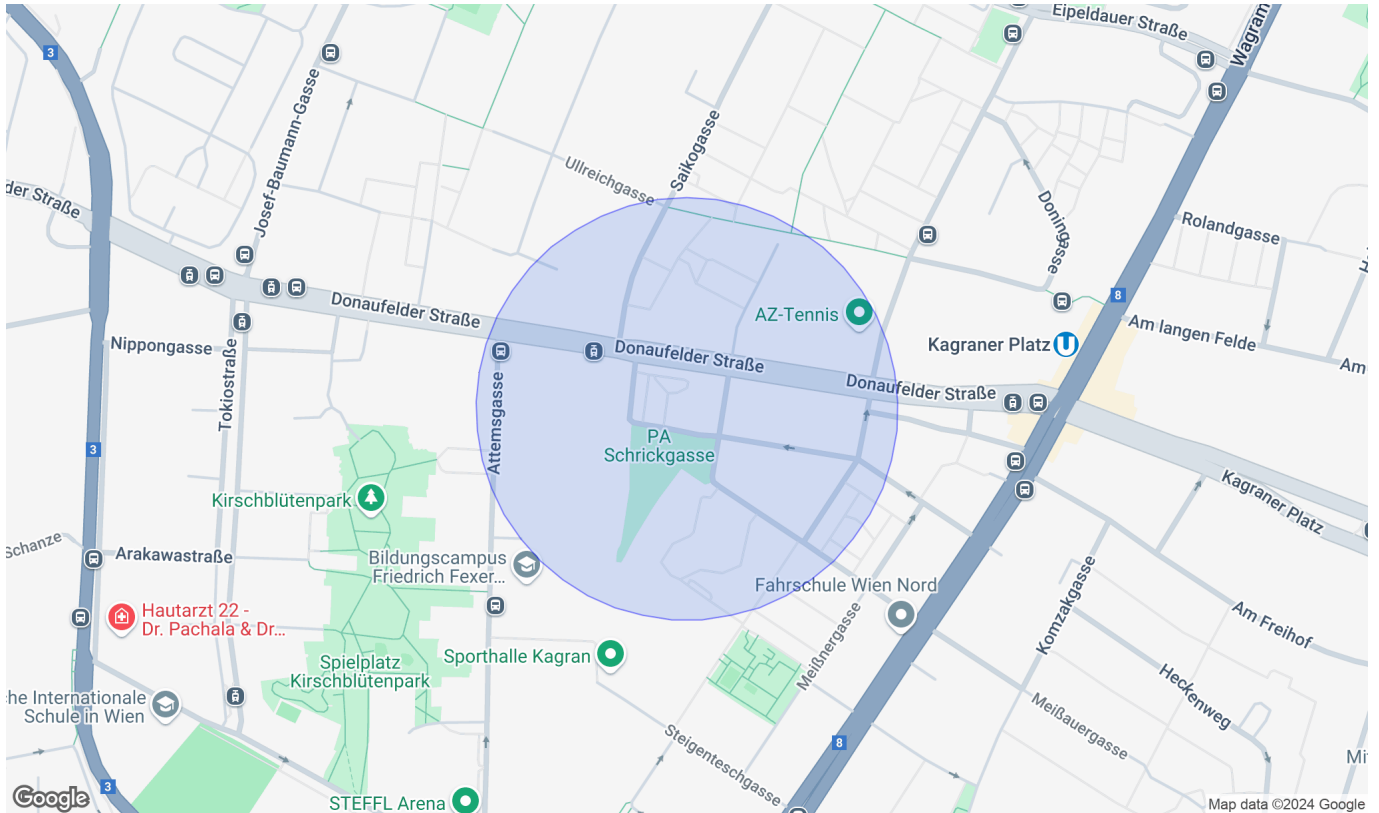 Eipeldauer Straße
Wagram
3
Josef-Baumann-Gasse
Saikogasse
Ullreichgasse
der Straße
Doningasse
Rolandgasse
8
Donaufelder Straße
AZ-Tennis
Am langen Felde
Nippongasse
Kagraner Platz
Donaufelder Straße
Am
Tokiostraße
Donaufelder Straße
Attemsgasse
3
PA
Schrickgasse
Kirschblütenpark
Kagraner Platz
Schanze
Arakawastraße
Bildungscampus
Friedrich Fexer...
Fahrschule Wien Nord
Komzakgasse
Hautarzt 22 -
Dr. Pachala & Dr...
Am Freihof
Meißnergasse
Sporthalle Kagran
Spielplatz
Kirschblütenpark
che Internationale
Schule in Wien
Heckenweg
Meißauergasse
8
Steigenteschgasse
Mi
3
STEFFL Arena
Google
Map data ©2024 Google